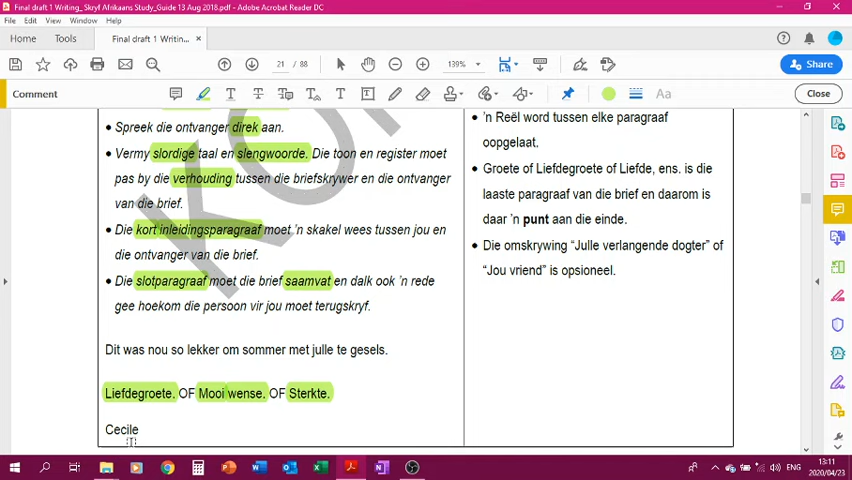 Final draft 1 Writing_ Skryf Afrikaans Study_Guide 13 Aug 2018.pdf - Adobe Acrobat Reader DC
File Edit View Window Help
Home Tools Final draft 1 Writin... ×
21 / 88 139% Share
Comment Aa Close
• Spreek die ontvanger direk aan.
• Vermy slordige taal en slengwoorde. Die toon en register moet
pas by die verhouding tussen die briefskrywer en die ontvanger
van die brief.
• Die kort inleidingsparagraaf moet 'n skakel wees tussen jou en
die ontvanger van die brief.
• Die slotparagraaf moet die brief saamvat en dalk ook 'n rede
gee hoekom die persoon vir jou moet terugskryf.
Dit was nou so lekker om sommer met julle te gesels.
Liefdegroete. OF Mooi wense. OF Sterkte.
Cecile
• 'n Reël word tussen elke paragraaf
oopgelaat.
• Groete of Liefdegroete of Liefde, ens. is die
laaste paragraaf van die brief en daarom is
daar 'n punt aan die einde.
• Die omskrywing “Julle verlangende dogter” of
“Jou vriend” is opsioneel.
ENG 13:11
2020/04/23